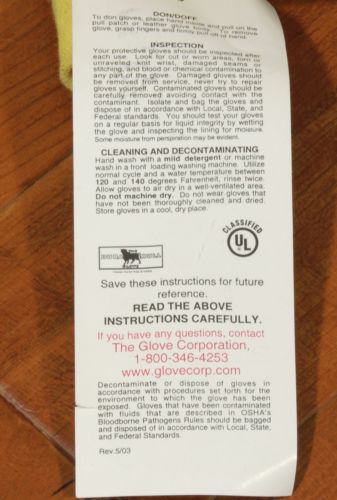 DON/DOFF
To don gloves, place hand inside and pull on the
pull patch or leather glove body. To remove
glove, grasp fingers and firmly pull off of hand.
INSPECTION
Your protective gloves should be inspected after
each use. Look for cut or worn areas, torn or
unraveled knit wrist, damaged seams or
stitching, and blood or chemical contamination in
any part of the glove. Damaged gloves should
be removed from service, never try to repair
gloves yourself. Contaminated gloves should be
carefully removed avoiding contact with the
contaminant. Isolate and bag the gloves and
dispose of in accordance with Local, State, and
Federal standards. You should test your gloves
on a regular basis for liquid integrity by wetting
the glove and inspecting the lining for moisture.
Some moisture from perspiration may be evident.
CLEANING AND DECONTAMINATING
Hand wash with a mild detergent or machine
wash in a front loading washing machine. Utilize
normal cycle and a water temperature between
120 and 140 degrees Fahrenheit, rinse twice.
Allow gloves to air dry in a well-ventilated area.
Do not machine dry. Do not wear gloves that
have not been thoroughly cleaned and dried.
Store gloves in a cool, dry place.
CLASSIFIED
UL
Save these instructions for future
reference.
READ THE ABOVE
INSTRUCTIONS CAREFULLY.
If you have any questions, contact
The Glove Corporation,
1-800-346-4253
www.glovecorp.com
Decontaminate or dispose of gloves in
accordance with procedures set forth for the
environment to which the glove has been
exposed. Gloves that have been contaminated
with fluids that are described in OSHA's
Bloodborne Pathogens Rules should be bagged
and disposed of in accordance with Local, State,
and Federal Standards.
Rev.5/03